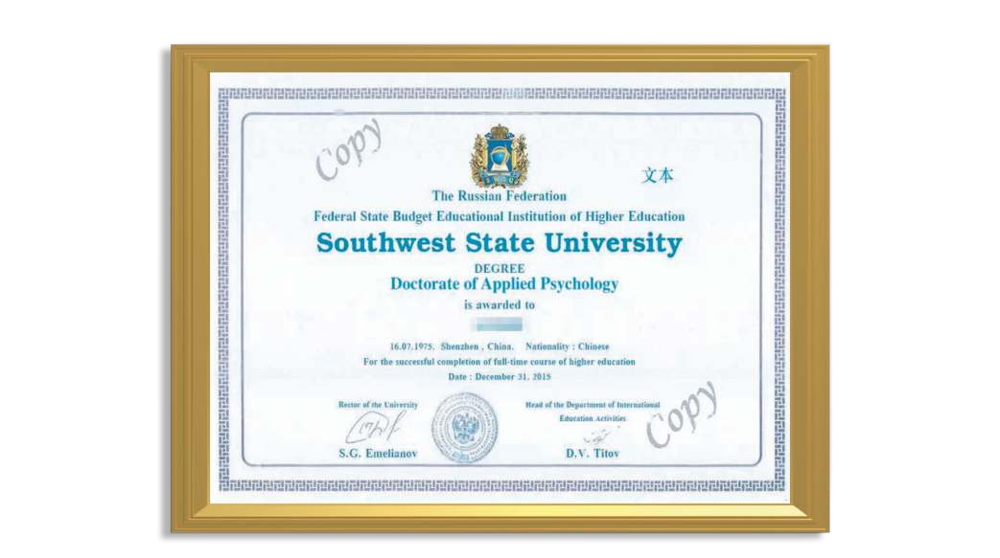 Copy
文本
The Russian Federation
Federal State Budget Educational Institution of Higher Education
Southwest State University
DEGREE
Doctorate of Applied Psychology
is awarded to
16.07.1975. Shenzhen , China. Nationality : Chinese
For the successful completion of full-time course of higher education
Date : December 31, 2015
Rector of the University
Head of the Department of International
Education Activities
Copy
S.G. Emelianov
D.V. Titov